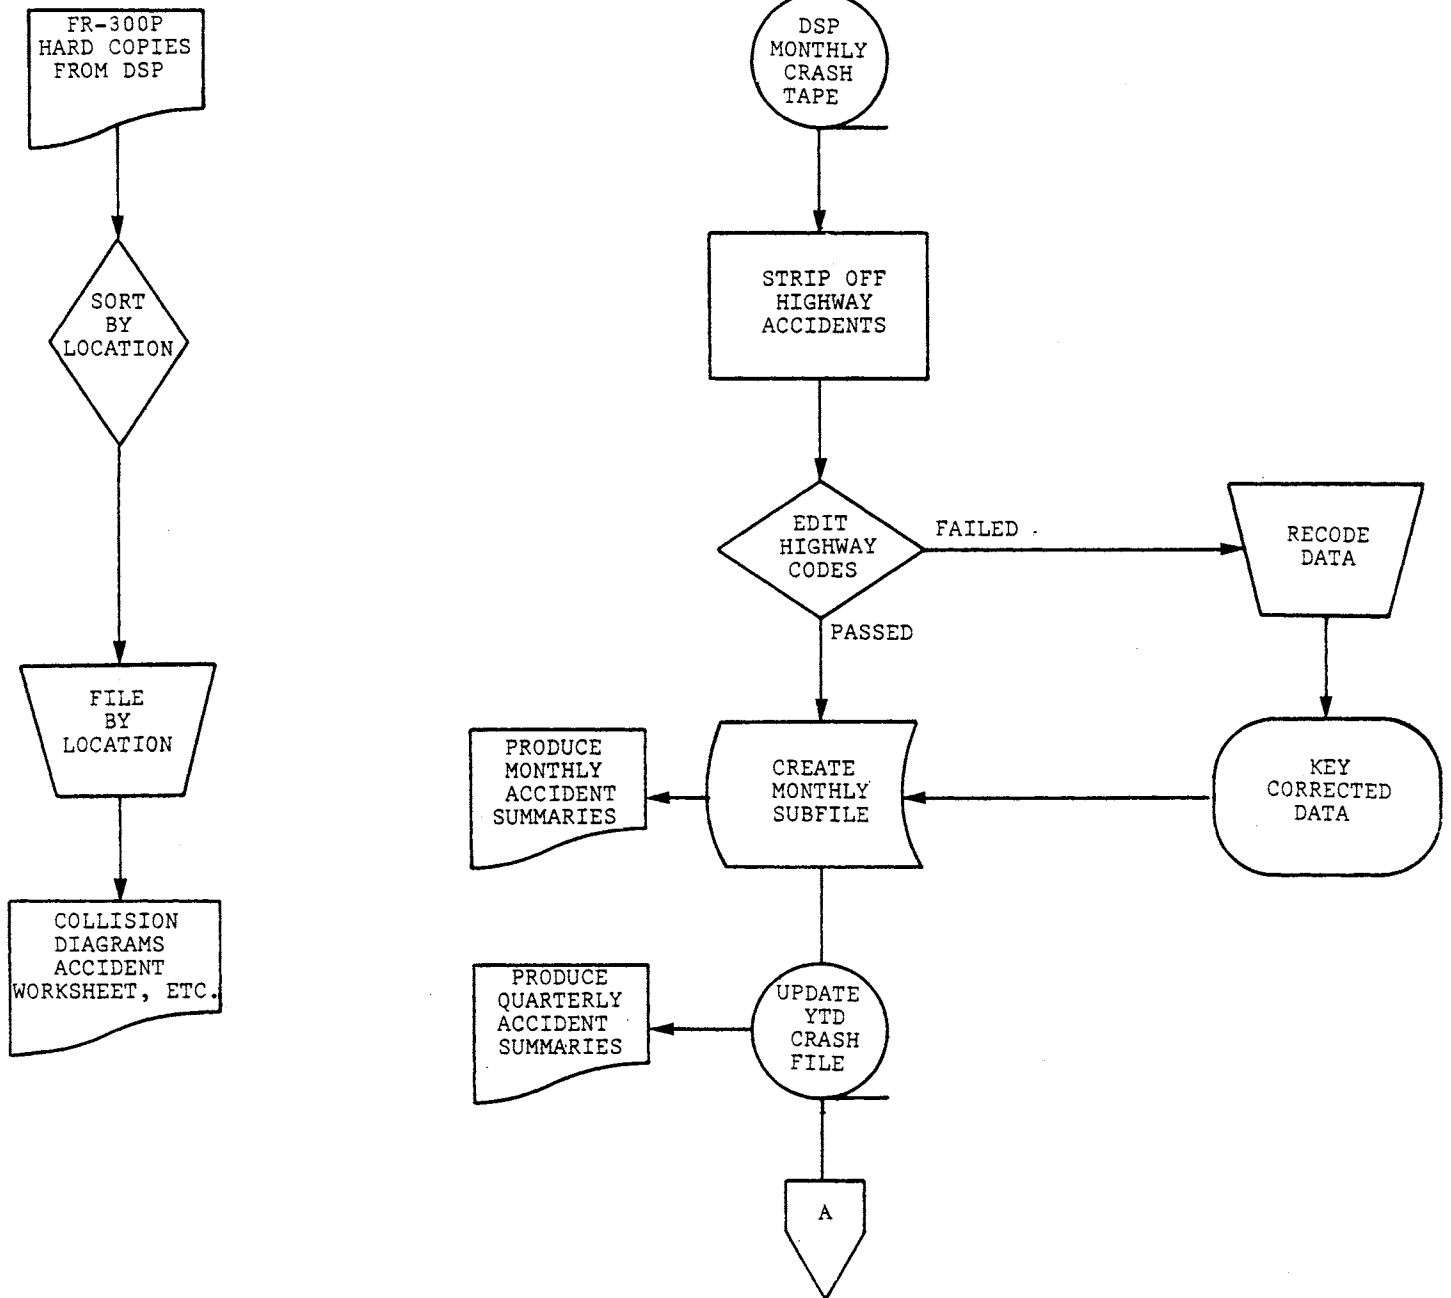 FR-300P
HARD COPIES
FROM DSP
SORT
BY
LOCATION
FILE
BY
LOCATION
COLLISION
DIAGRAMS
ACCIDENT
WORKSHEET, ETC.
DSP
MONTHLY
CRASH
TAPE
STRIP OFF
HIGHWAY
ACCIDENTS
EDIT
HIGHWAY
CODES
FAILED
PASSED
RECODE
DATA
KEY
CORRECTED
DATA
CREATE
MONTHLY
SUBFILE
PRODUCE
MONTHLY
ACCIDENT
SUMMARIES
UPDATE
YTD
CRASH
FILE
PRODUCE
QUARTERLY
ACCIDENT
SUMMARIES
A